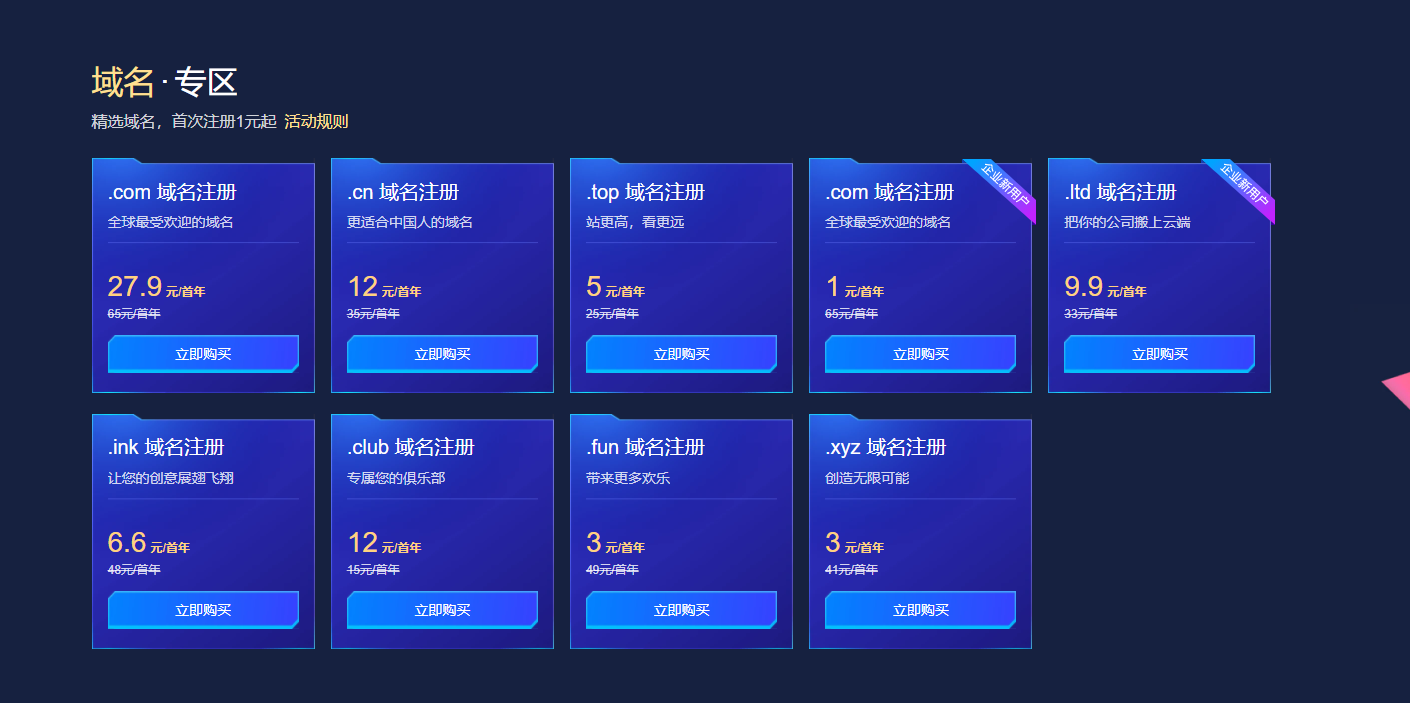 域名·专区
精选域名，首次注册1元起 活动规则
.com 域名注册
全球最受欢迎的域名
27.9 元/首年
65元/首年
立即购买
.cn 域名注册
更适合中国人的域名
12 元/首年
35元/首年
立即购买
.top 域名注册
站更高，看更远
5 元/首年
25元/首年
立即购买
企业新用户
.com 域名注册
全球最受欢迎的域名
1 元/首年
65元/首年
立即购买
企业新用户
.ltd 域名注册
把你的公司搬上云端
9.9 元/首年
33元/首年
立即购买
.ink 域名注册
让您的创意展翅飞翔
6.6 元/首年
48元/首年
立即购买
.club 域名注册
专属您的俱乐部
12 元/首年
15元/首年
立即购买
.fun 域名注册
带来更多欢乐
3 元/首年
49元/首年
立即购买
.xyz 域名注册
创造无限可能
3 元/首年
41元/首年
立即购买